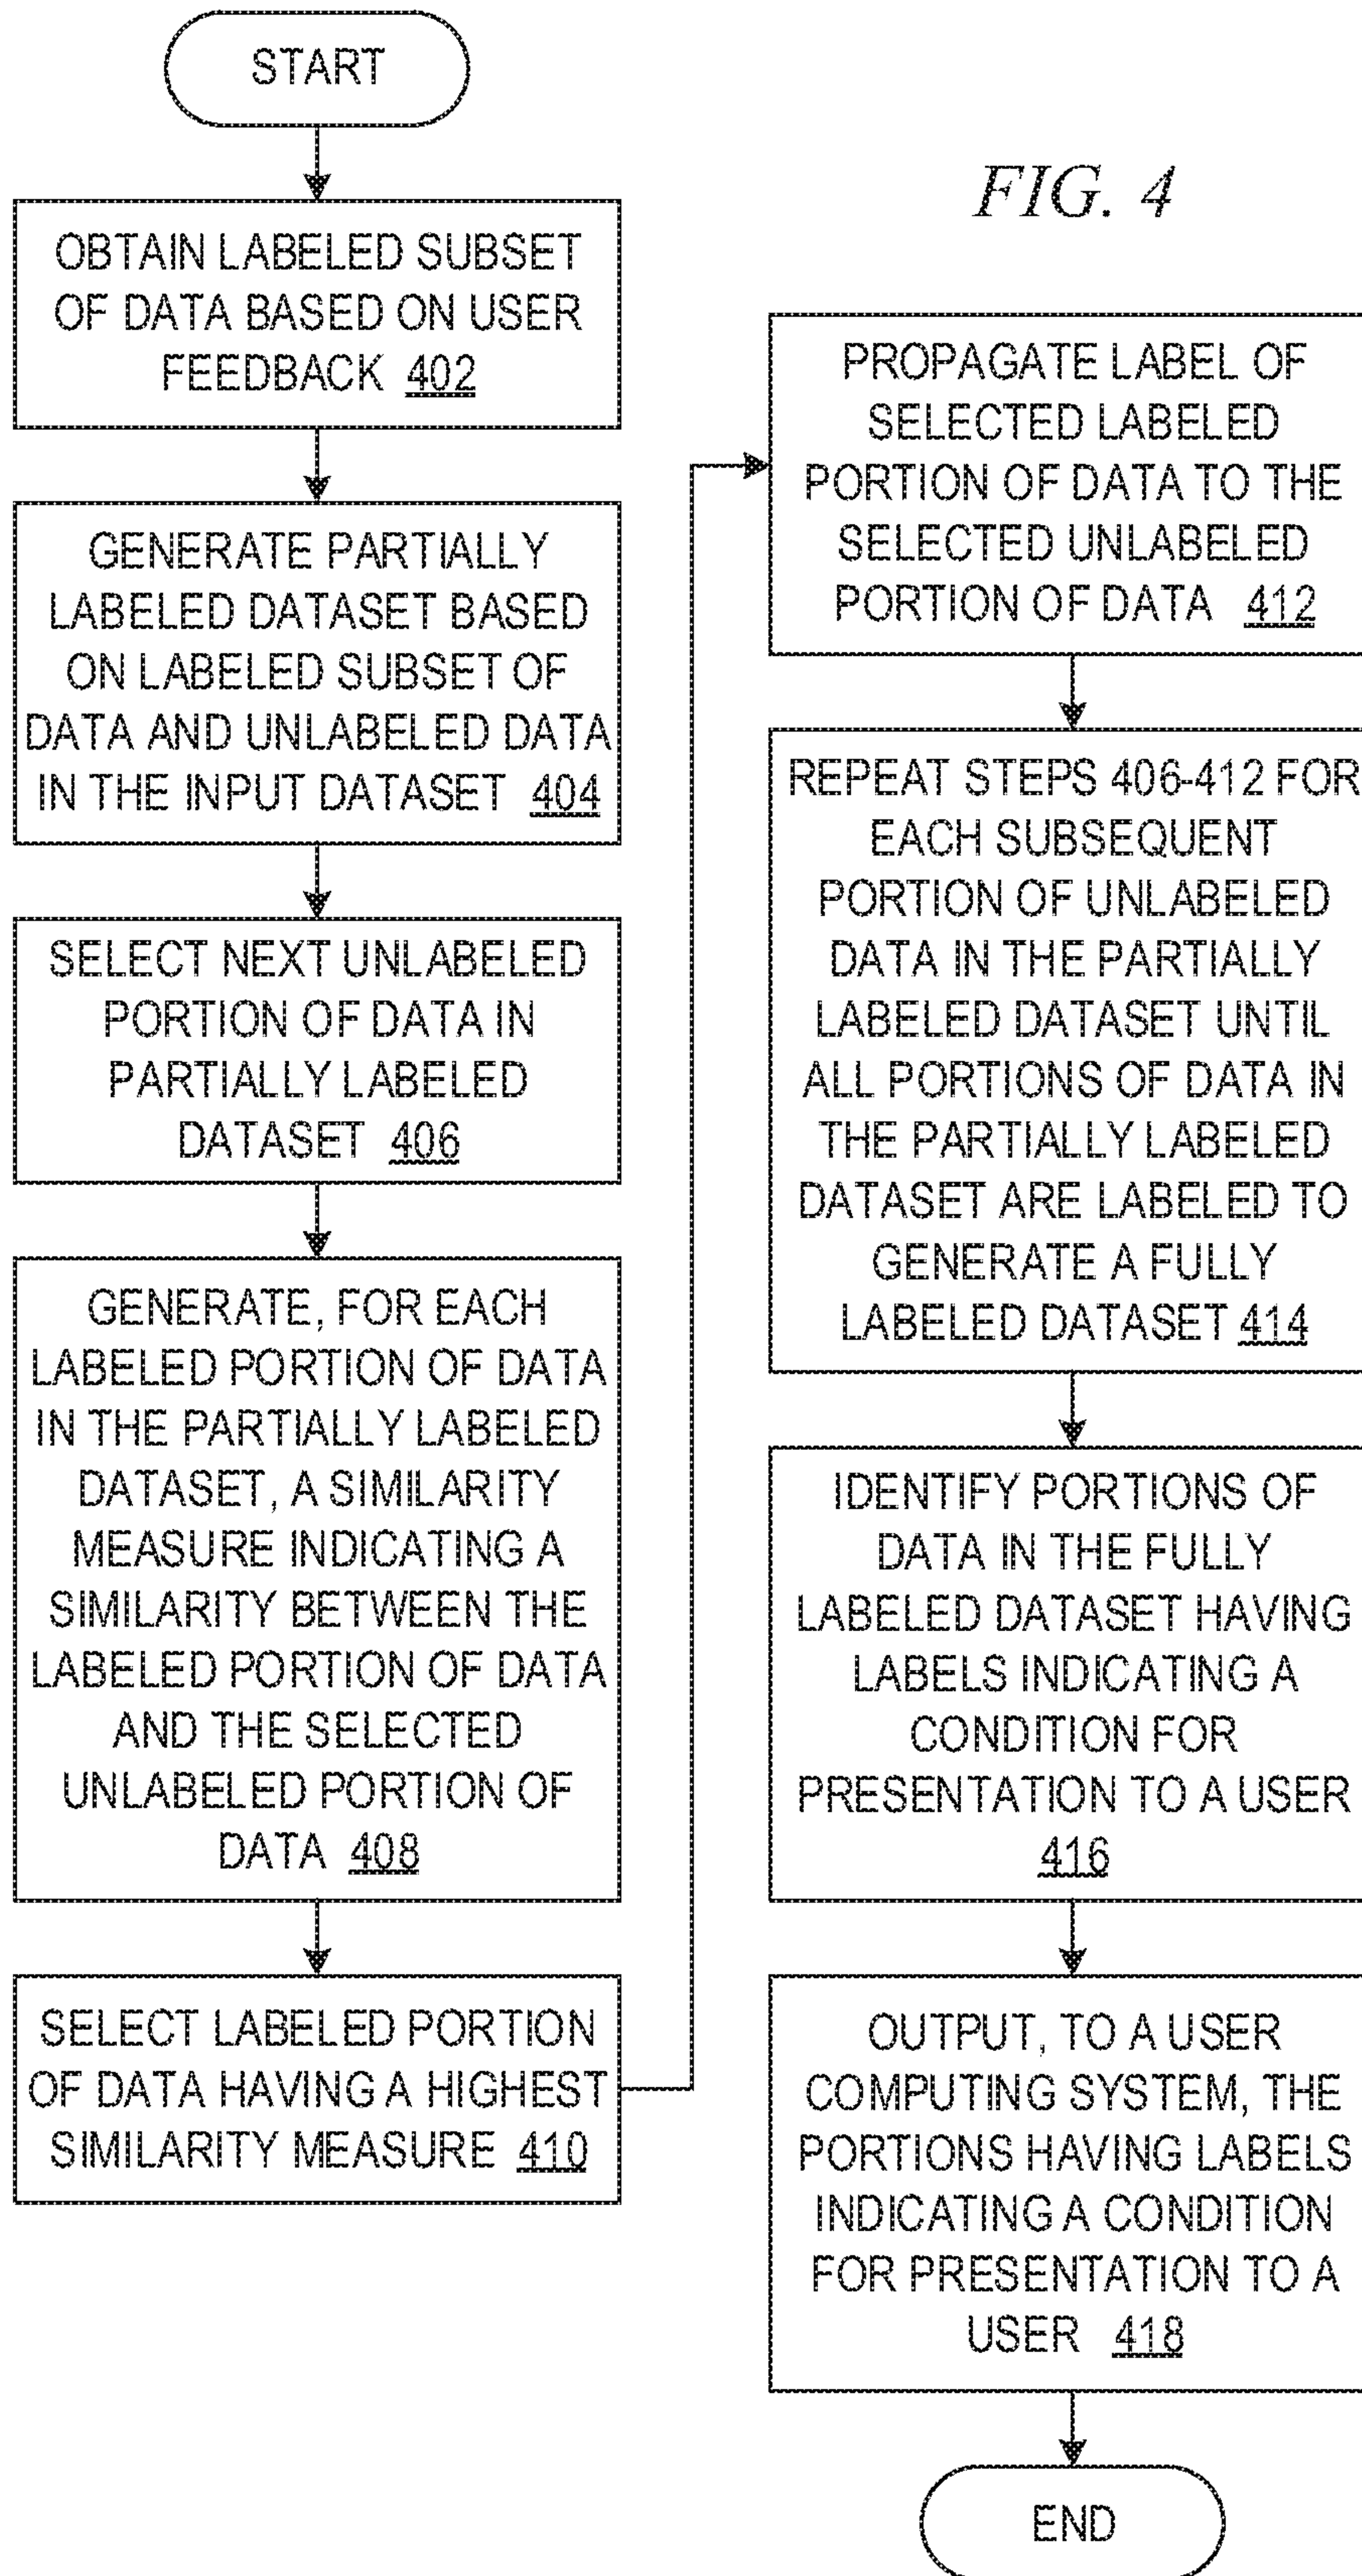 START
OBTAIN LABELED SUBSET
OF DATA BASED ON USER
FEEDBACK 402
GENERATE PARTIALLY
LABELED DATASET BASED
ON LABELED SUBSET OF
DATA AND UNLABELED DATA
IN THE INPUT DATASET 404
SELECT NEXT UNLABELED
PORTION OF DATA IN
PARTIALLY LABELED
DATASET 406
GENERATE, FOR EACH
LABELED PORTION OF DATA
IN THE PARTIALLY LABELED
DATASET, A SIMILARITY
MEASURE INDICATING A
SIMILARITY BETWEEN THE
LABELED PORTION OF DATA
AND THE SELECTED
UNLABELED PORTION OF
DATA 408
SELECT LABELED PORTION
OF DATA HAVING A HIGHEST
SIMILARITY MEASURE 410
FIG. 4
PROPAGATE LABEL OF
SELECTED LABELED
PORTION OF DATA TO THE
SELECTED UNLABELED
PORTION OF DATA 412
REPEAT STEPS 406-412 FOR
EACH SUBSEQUENT
PORTION OF UNLABELED
DATA IN THE PARTIALLY
LABELED DATASET UNTIL
ALL PORTIONS OF DATA IN
THE PARTIALLY LABELED
DATASET ARE LABELED TO
GENERATE A FULLY
LABELED DATASET 414
IDENTIFY PORTIONS OF
DATA IN THE FULLY
LABELED DATASET HAVING
LABELS INDICATING A
CONDITION FOR
PRESENTATION TO A USER
416
OUTPUT, TO A USER
COMPUTING SYSTEM, THE
PORTIONS HAVING LABELS
INDICATING A CONDITION
FOR PRESENTATION TO A
USER 418
END